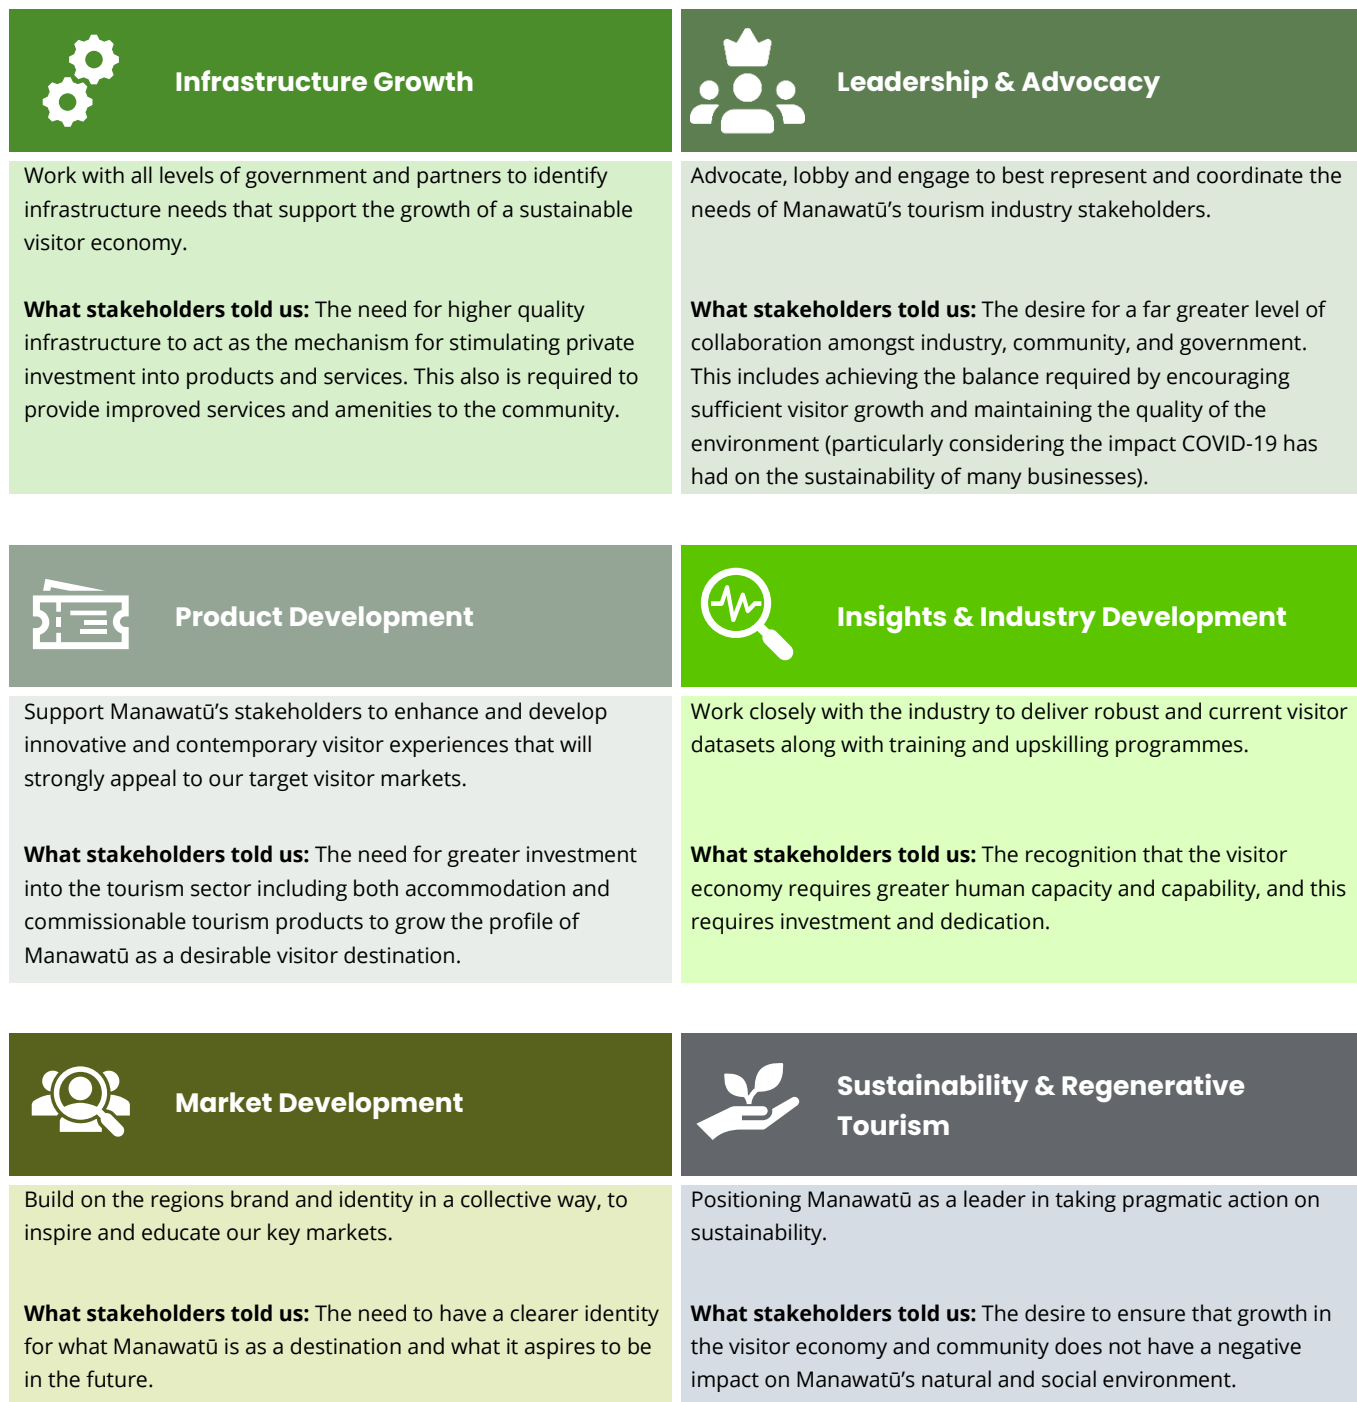 Infrastructure Growth
Work with all levels of government and partners to identify
infrastructure needs that support the growth of a sustainable
visitor economy.
What stakeholders told us: The need for higher quality
infrastructure to act as the mechanism for stimulating private
investment into products and services. This also is required to
provide improved services and amenities to the community.
Leadership & Advocacy
Advocate, lobby and engage to best represent and coordinate the
needs of Manawatū’s tourism industry stakeholders.
What stakeholders told us: The desire for a far greater level of
collaboration amongst industry, community, and government.
This includes achieving the balance required by encouraging
sufficient visitor growth and maintaining the quality of the
environment (particularly considering the impact COVID-19 has
had on the sustainability of many businesses).
Product Development
Support Manawatū’s stakeholders to enhance and develop
innovative and contemporary visitor experiences that will
strongly appeal to our target visitor markets.
What stakeholders told us: The need for greater investment
into the tourism sector including both accommodation and
commissionable tourism products to grow the profile of
Manawatū as a desirable visitor destination.
Insights & Industry Development
Work closely with the industry to deliver robust and current visitor
datasets along with training and upskilling programmes.
What stakeholders told us: The recognition that the visitor
economy requires greater human capacity and capability, and this
requires investment and dedication.
Market Development
Build on the regions brand and identity in a collective way, to
inspire and educate our key markets.
What stakeholders told us: The need to have a clearer identity
for what Manawatū is as a destination and what it aspires to be
in the future.
Sustainability & Regenerative
Tourism
Positioning Manawatū as a leader in taking pragmatic action on
sustainability.
What stakeholders told us: The desire to ensure that growth in
the visitor economy and community does not have a negative
impact on Manawatū’s natural and social environment.